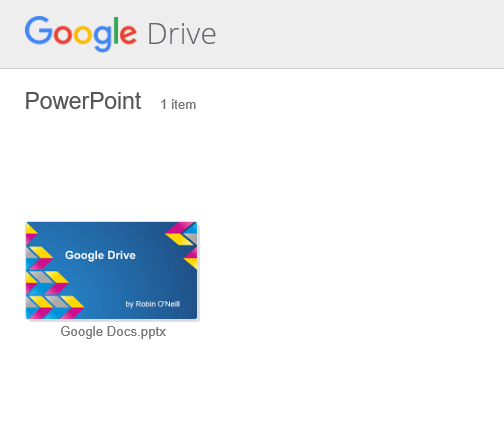 Google Drive
PowerPoint 1 item
Google Drive
by Robin O'Neill
Google Docs.pptx